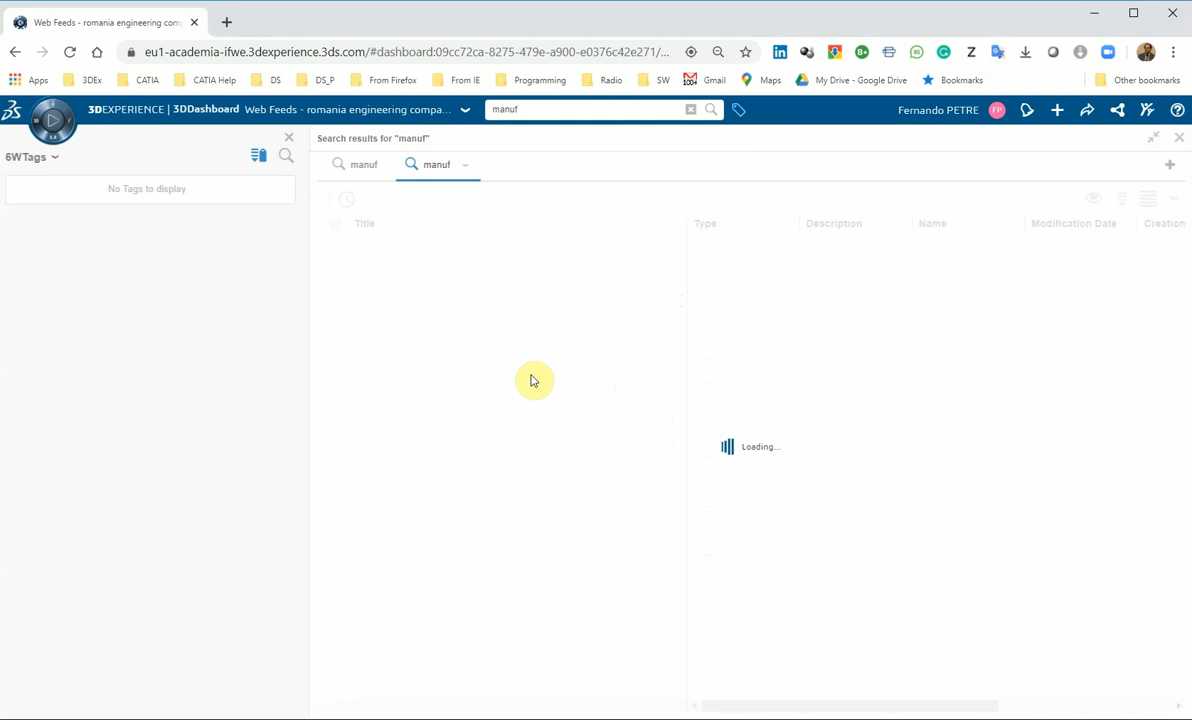 Web Feeds - romania engineering com
eu1-academia-ifwe.3dexperience.3ds.com/#dashboard:09cc72ca-8275-479e-a900-e0376c42e271/...
Apps 3DEx CATIA CATIA Help DS DS_P From Firefox From IE Programming Radio SW Gmail Maps My Drive - Google Drive Bookmarks Other bookmarks
3DEXPERIENCE | 3DDashboard Web Feeds - romania engineering compa... manuf Fernando PETRE FP
Search results for "manuf"
6WTags
manuf manuf
No Tags to display
Title Type Description Name Modification Date Creation
Loading...